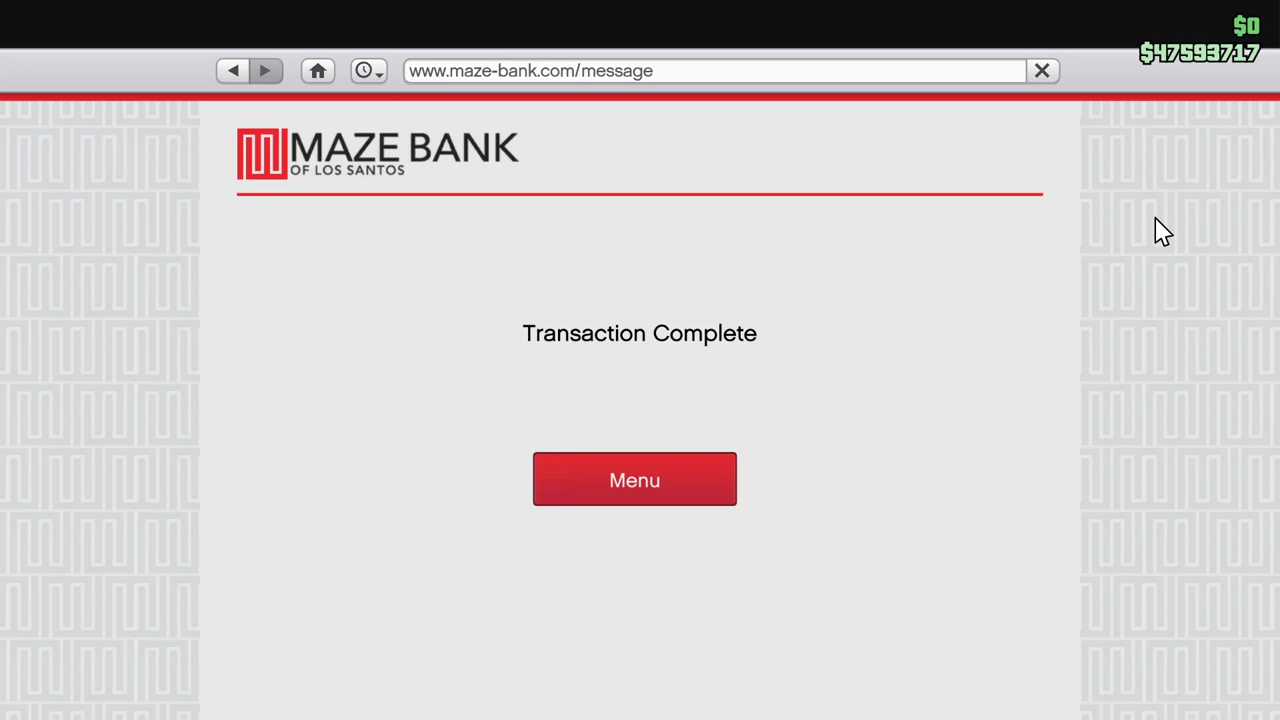 $0
$47593717
www.maze-bank.com/message
MAZE BANK
OF LOS SANTOS
Transaction Complete
Menu